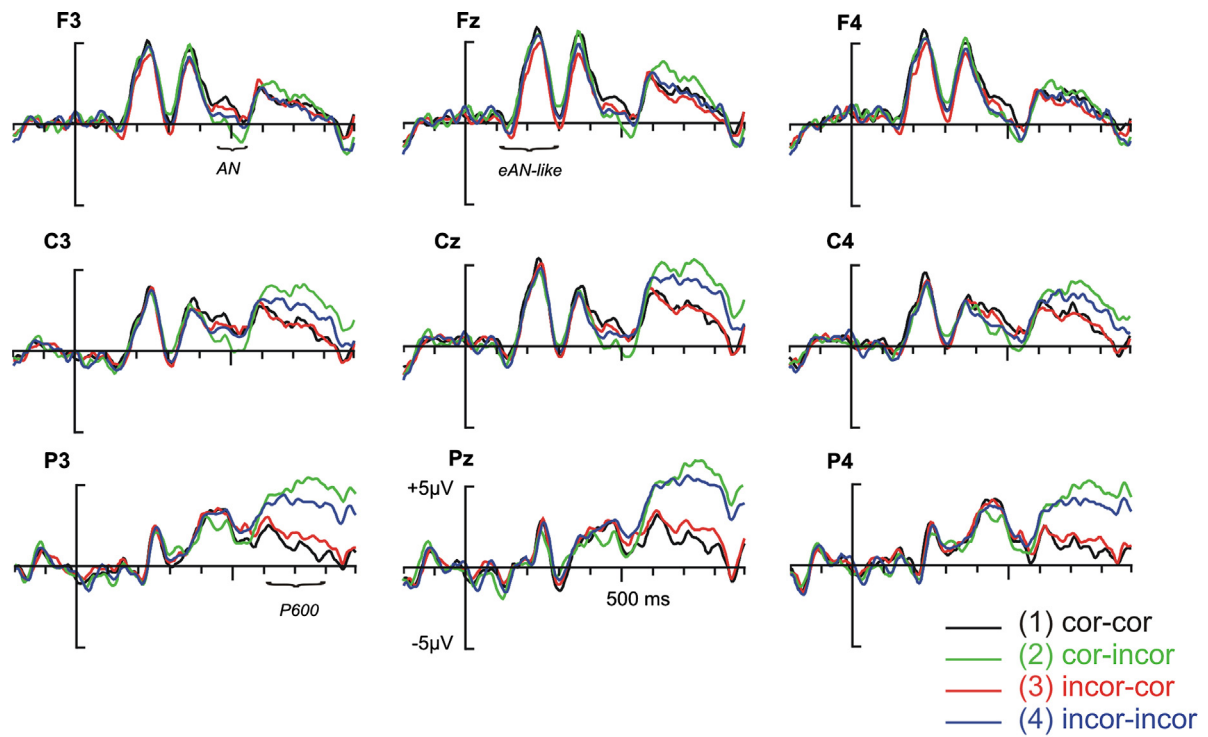 F3
Fz
F4
AN
eAN-like
C3
Cz
C4
P3
Pz
P4
+5µV
500 ms
P600
-5µV
(1) cor-cor
(2) cor-incor
(3) incor-cor
(4) incor-incor